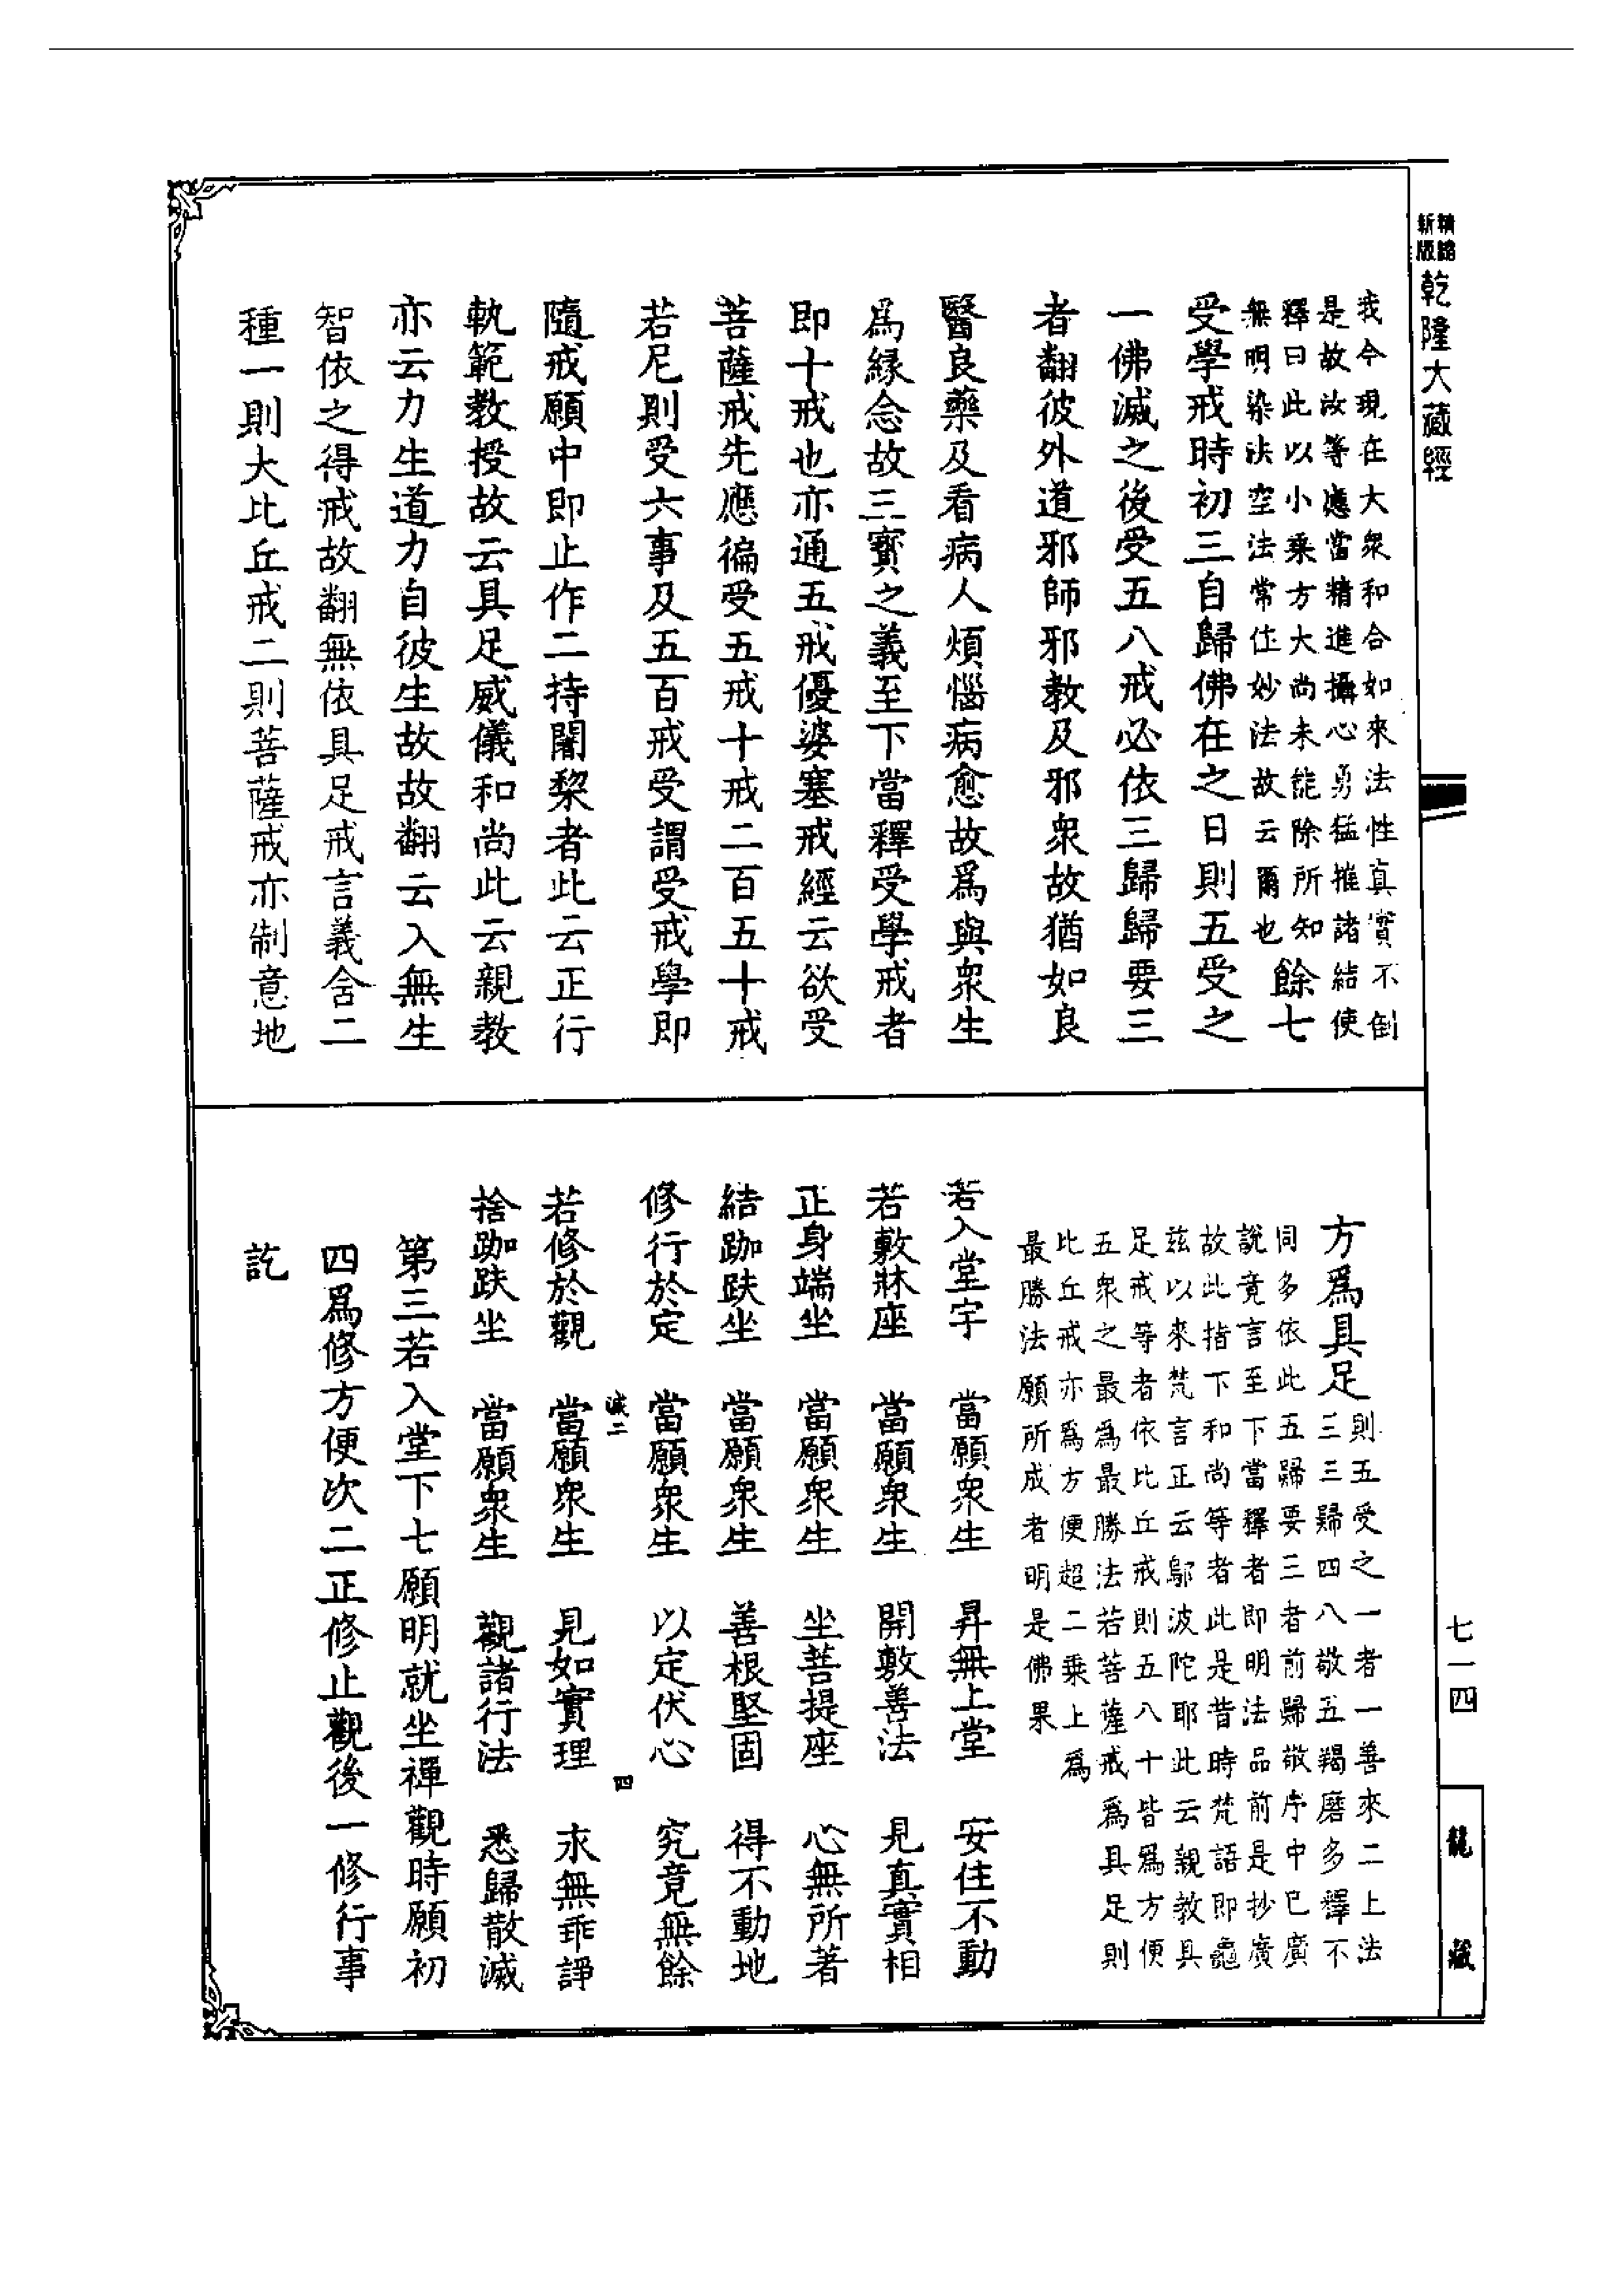 精縮
新版
乾隆大藏經
我今現在大衆和合如來法性真實不倒
是故汝等應當精進攝心勇猛摧諸結使
釋曰此以小乘方大尚未能除所知
無明染法空法常住妙法故云爾也
餘七
受學戒時初三自歸佛在之日則五受之
一佛滅之後受五八戒必依三歸歸要三
者翻彼外道邪師邪教及邪衆故猶如良
醫良藥及看病人煩惱病愈故爲與衆生
爲緣念故三寶之義至下當釋受學戒者
即十戒也亦通五戒優婆塞戒經云欲受
菩薩戒先應徧受五戒十戒二百五十戒
若尼則受六事及五百戒受謂受戒學即
隨戒願中即止作二持闍棃者此云正行
軌範教授故云具足威儀和尚此云親教
亦云力生道力自彼生故故翻云入無生
智依之得戒故翻無依具足戒言義含二
種一則大比丘戒二則菩薩戒亦制意地
方爲具足
則五受之一者一善來二上法
三三歸四八敬五羯磨多釋不
同多依此五歸要三者前歸敬序中已廣
說竟言至下當釋者即明法品前是抄廣
故此指下和尚等者此是昔時梵語即龜
茲以來梵言正云鄔波陀耶此云親教具
足戒等者依比丘戒則五八十皆爲方便
五衆之最爲最勝法若菩薩戒爲具足則
比丘戒亦爲方便超二乘上爲
最勝法願所成者明是佛果
若入堂宇　當願衆生　昇無上堂　安住不動
若敷牀座　當願衆生　開敷善法　見真實相
正身端坐　當願衆生　坐菩提座　心無所著
結跏趺坐　當願衆生　善根堅固　得不動地
修行於定　當願衆生　以定伏心　究竟無餘
滅二　四
若修於觀　當願衆生　見如實理　永無乖諍
捨跏趺坐　當願衆生　觀諸行法　悉歸散滅
第三若入堂下七願明就坐禪觀時願初
四爲修方便次二正修止觀後一修行事
訖
七一四
龍藏